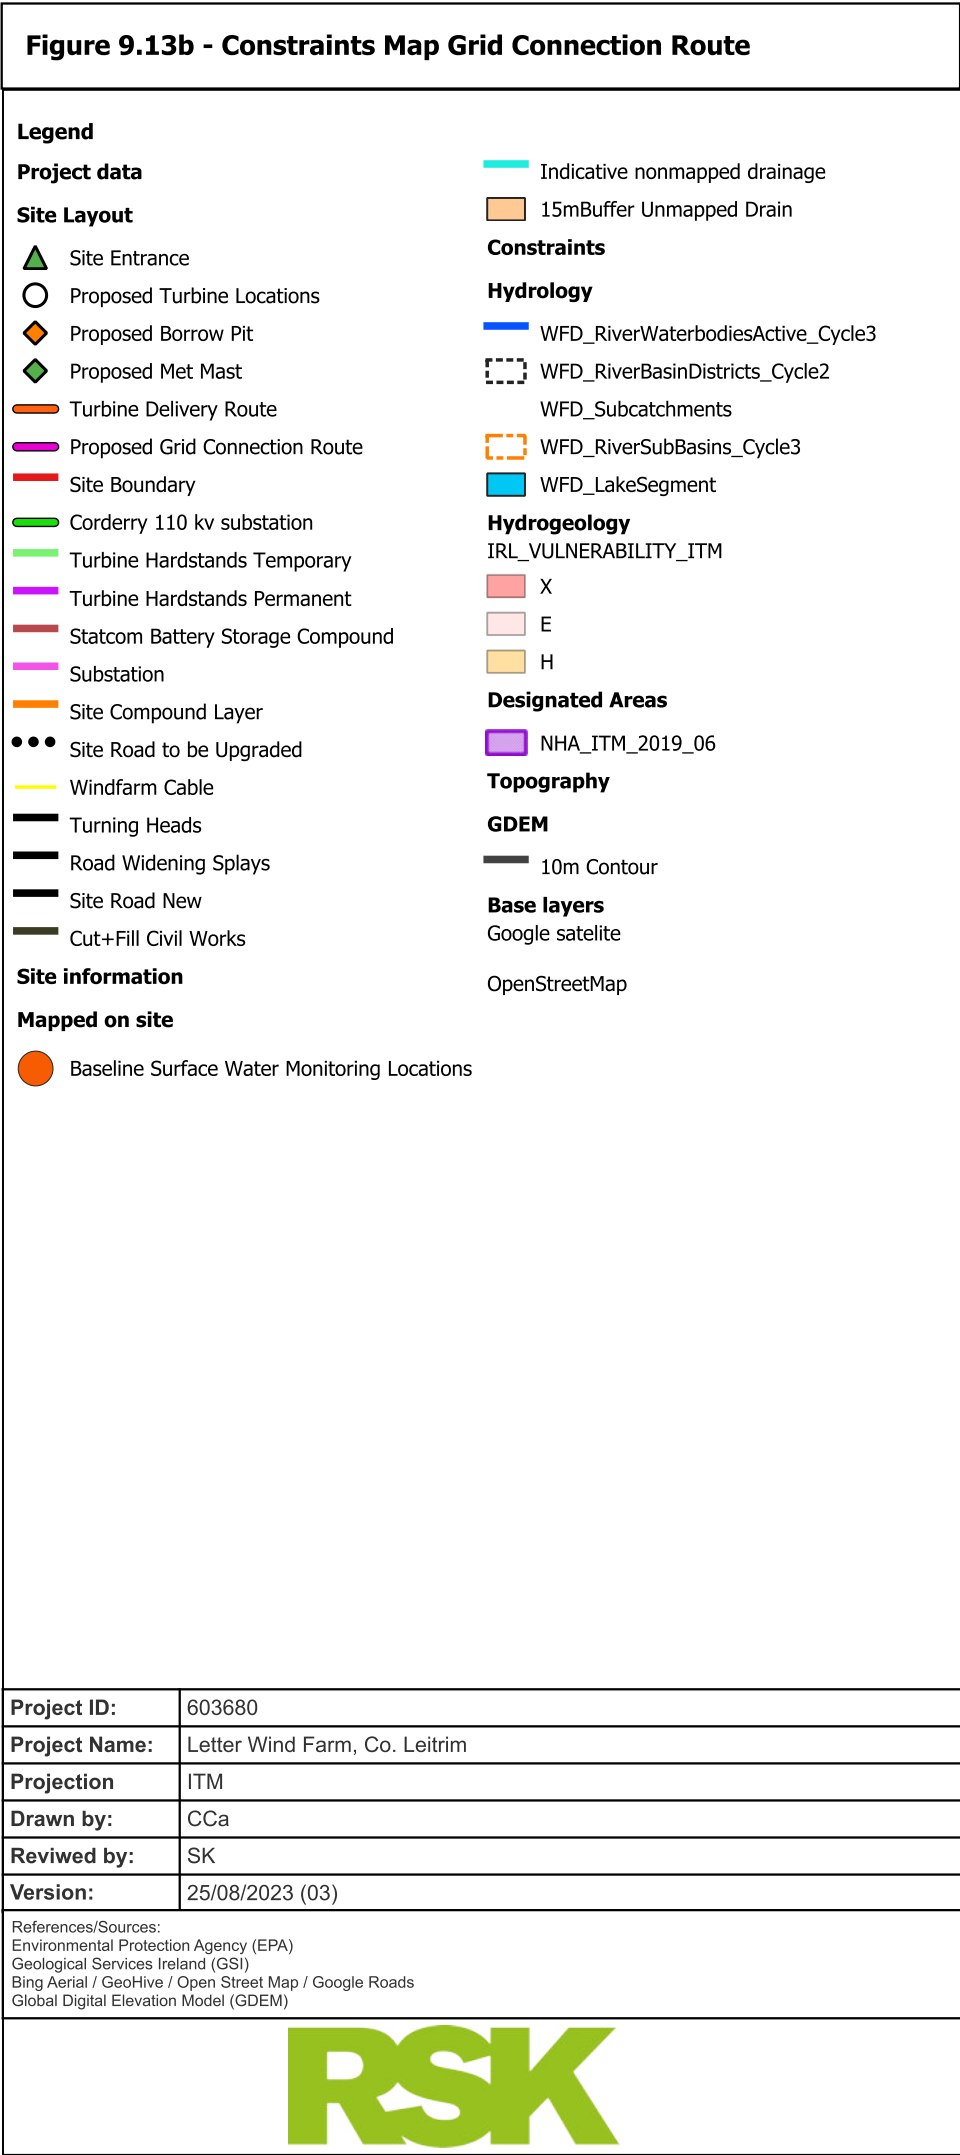 Figure 9.13b - Constraints Map Grid Connection Route
Legend
Project data
Site Layout
Site Entrance
Proposed Turbine Locations
Proposed Borrow Pit
Proposed Met Mast
Turbine Delivery Route
Proposed Grid Connection Route
Site Boundary
Corderry 110 kv substation
Turbine Hardstands Temporary
Turbine Hardstands Permanent
Statcom Battery Storage Compound
Substation
Site Compound Layer
Site Road to be Upgraded
Windfarm Cable
Turning Heads
Road Widening Splays
Site Road New
Cut+Fill Civil Works
Site information
Mapped on site
Baseline Surface Water Monitoring Locations
Indicative nonmapped drainage
15mBuffer Unmapped Drain
Constraints
Hydrology
WFD_RiverWaterbodiesActive_Cycle3
WFD_RiverBasinDistricts_Cycle2
WFD_Subcatchments
WFD_RiverSubBasins_Cycle3
WFD_LakeSegment
Hydrogeology
IRL_VULNERABILITY_ITM
X
E
H
Designated Areas
NHA_ITM_2019_06
Topography
GDEM
10m Contour
Base layers
Google satelite
OpenStreetMap
Project ID: 603680
Project Name: Letter Wind Farm, Co. Leitrim
Projection ITM
Drawn by: CCa
Reviwed by: SK
Version: 25/08/2023 (03)
References/Sources:
Environmental Protection Agency (EPA)
Geological Services Ireland (GSI)
Bing Aerial / GeoHive / Open Street Map / Google Roads
Global Digital Elevation Model (GDEM)
RSK